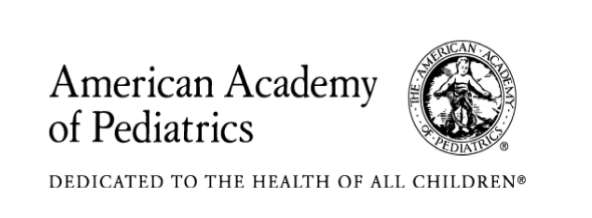 American Academy
of Pediatrics
DEDICATED TO THE HEALTH OF ALL CHILDREN®
· THE · AMERICAN · ACADEMY · OF · PEDIATRICS ®